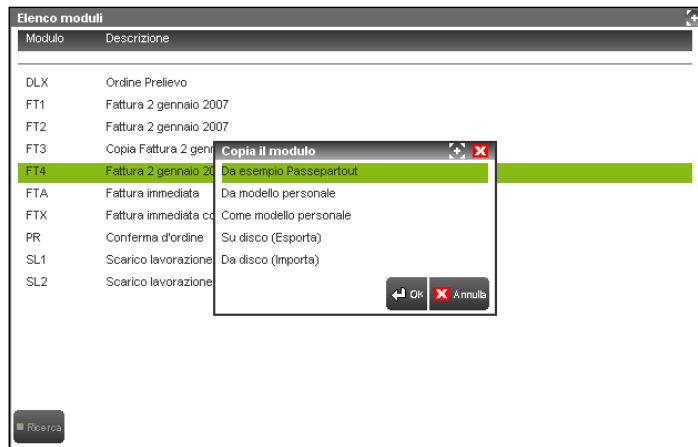 Elenco moduli
Modulo Descrizione
DLX Ordine Prelievo
FT1 Fattura 2 gennaio 2007
FT2 Fattura 2 gennaio 2007
FT3 Copia Fattura 2 genn
FT4 Fattura 2 gennaio 20
FTA Fattura immediata
FTX Fattura immediata co
PR Conferma d'ordine
SL1 Scarico lavorazione
SL2 Scarico lavorazione
Copia il modulo
Da esempio Passepartout
Da modello personale
Come modello personale
Su disco (Esporta)
Da disco (Importa)
OK Annulla
Ricerca